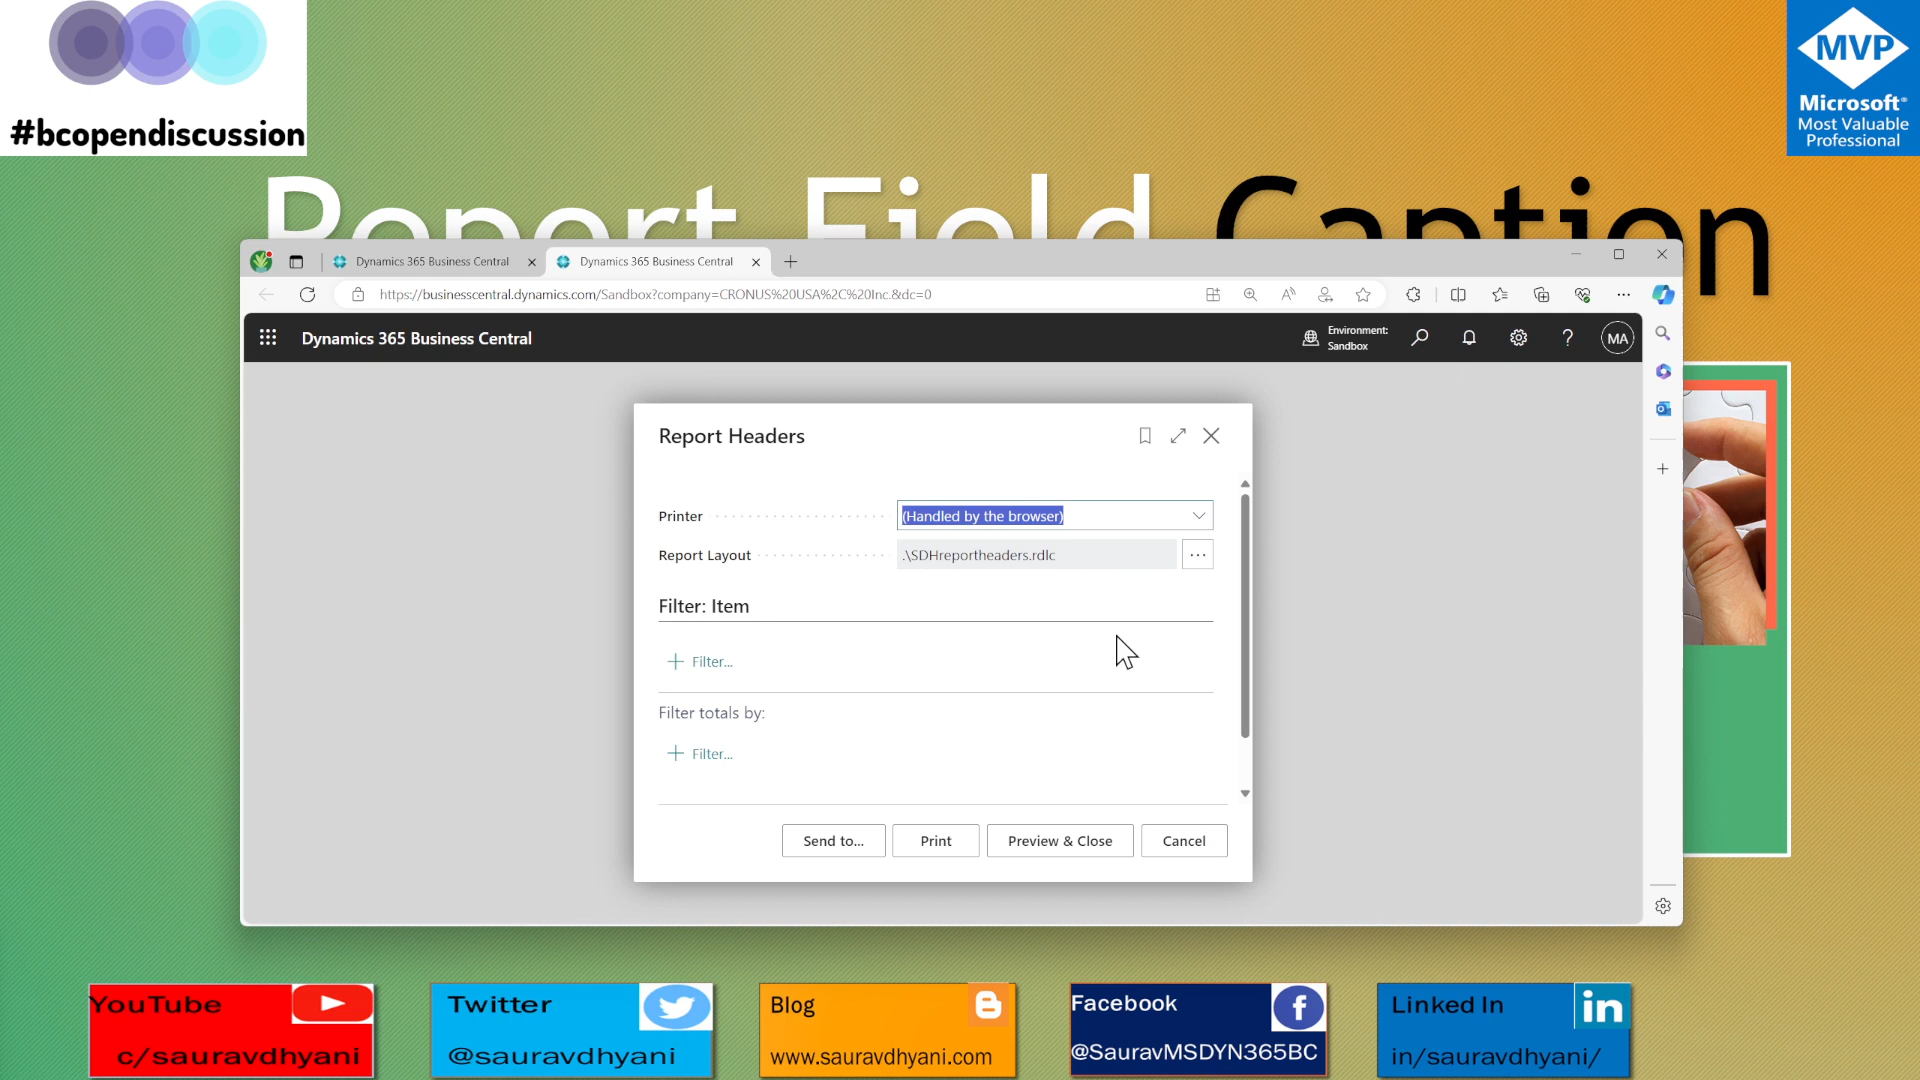 #bcopendiscussion
MVP
Microsoft®
Most Valuable
Professional
Report Field Caption
Dynamics 365 Business Central
Dynamics 365 Business Central
https://businesscentral.dynamics.com/Sandbox?company=CRONUS%20USA%2C%20Inc.&dc=0
Dynamics 365 Business Central
Environment:
Sandbox
MA
Report Headers
Printer
(Handled by the browser)
Report Layout
.\SDHreportheaders.rdlc
Filter: Item
Filter...
Filter totals by:
Filter...
Send to...
Print
Preview & Close
Cancel
YouTube
c/sauravdhyani
Twitter
@sauravdhyani
Blog
www.sauravdhyani.com
Facebook
@SauravMSDYN365BC
Linked In
in
in/sauravdhyani/